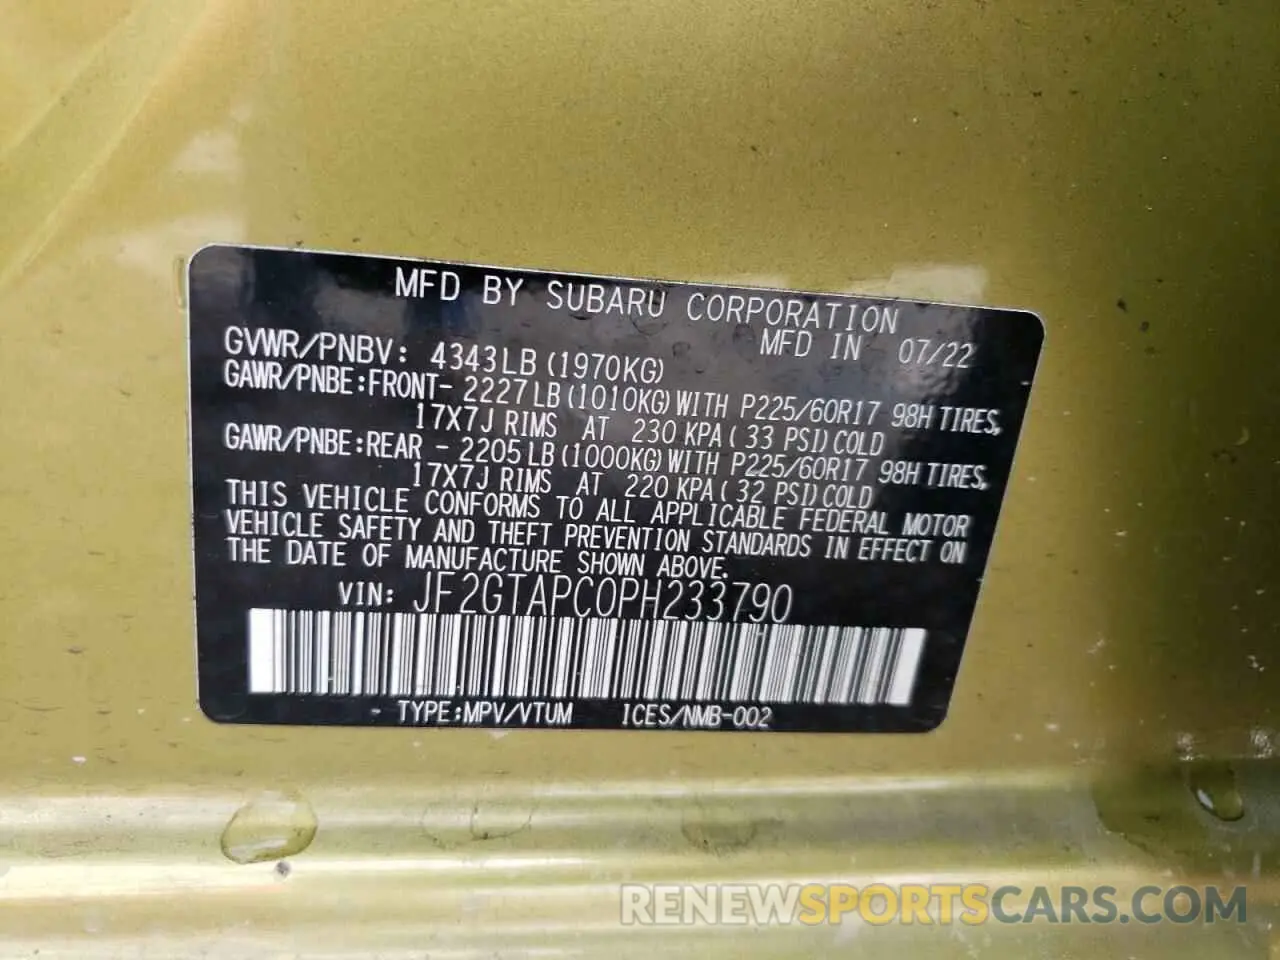 MFD BY SUBARU CORPORATION
MFD IN 07/22
GVWR/PNBV: 4343LB (1970KG)
GAWR/PNBE:FRONT- 2227LB(1010KG)WITH P225/60R17 98H TIRES,
17X7J RIMS AT 230 KPA( 33 PSI)COLD
GAWR/PNBE:REAR - 2205LB(1000KG)WITH P225/60R17 98H TIRES,
17X7J RIMS AT 220 KPA( 32 PSI)COLD
THIS VEHICLE CONFORMS TO ALL APPLICABLE FEDERAL MOTOR
VEHICLE SAFETY AND THEFT PREVENTION STANDARDS IN EFFECT ON
THE DATE OF MANUFACTURE SHOWN ABOVE.
VIN: JF2GTAPC0PH233790
- TYPE:MPV/VTUM ICES/NMB-002
RENEWSPORTSCARS.COM